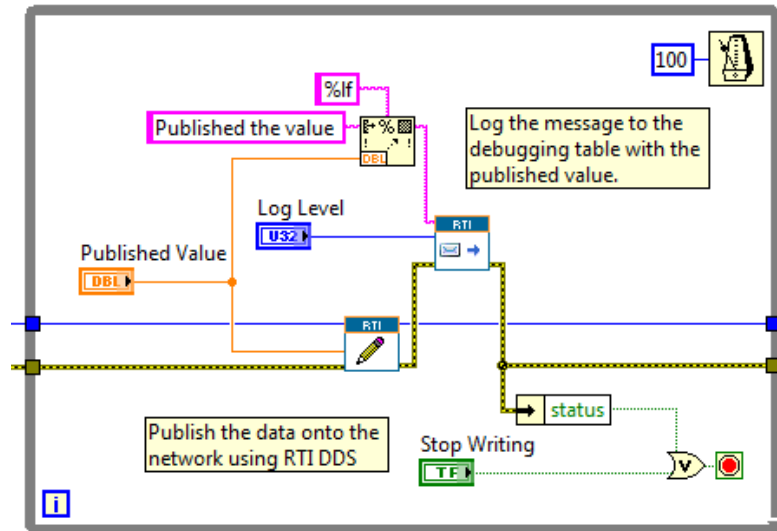 100
%lf
Published the value
DBL
Log the message to the
debugging table with the
published value.
Log Level
U32
RTI
Published Value
DBL
RTI
Publish the data onto the
network using RTI DDS
status
Stop Writing
TF
V
i